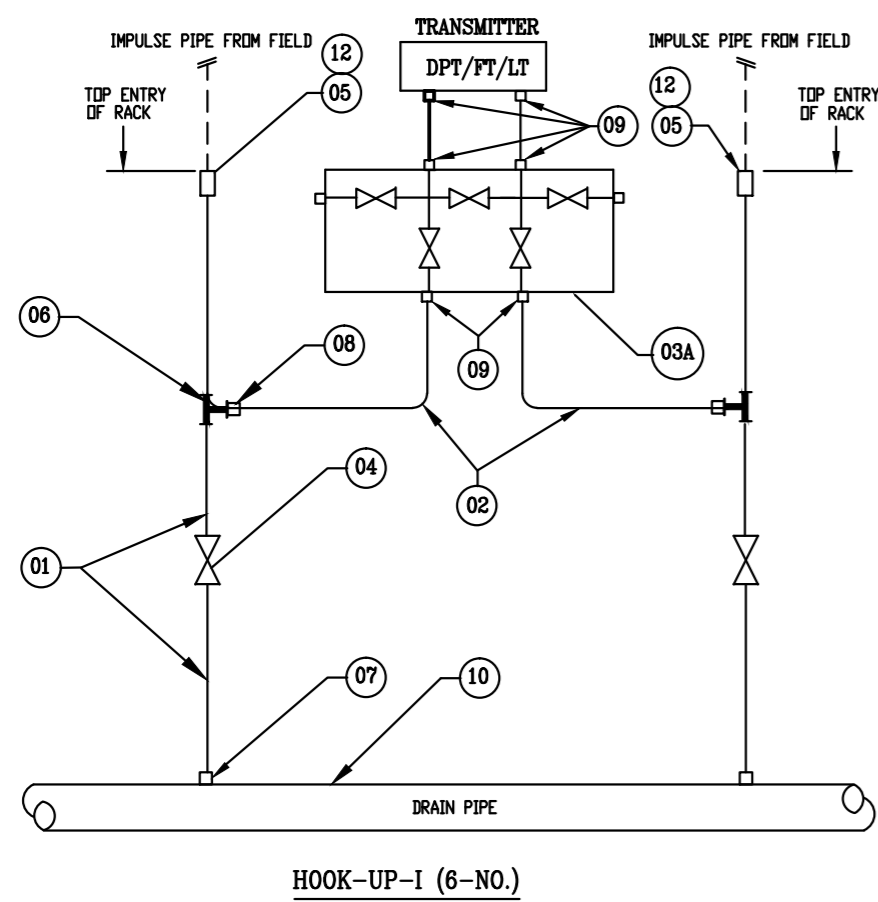 TRANSMITTER
IMPULSE PIPE FROM FIELD
IMPULSE PIPE FROM FIELD
DPT/FT/LT
12
12
TOP ENTRY
OF RACK
05
09
05
TOP ENTRY
OF RACK
06
08
09
03A
04
02
01
07
10
DRAIN PIPE
HOOK-UP-I (6-NO.)